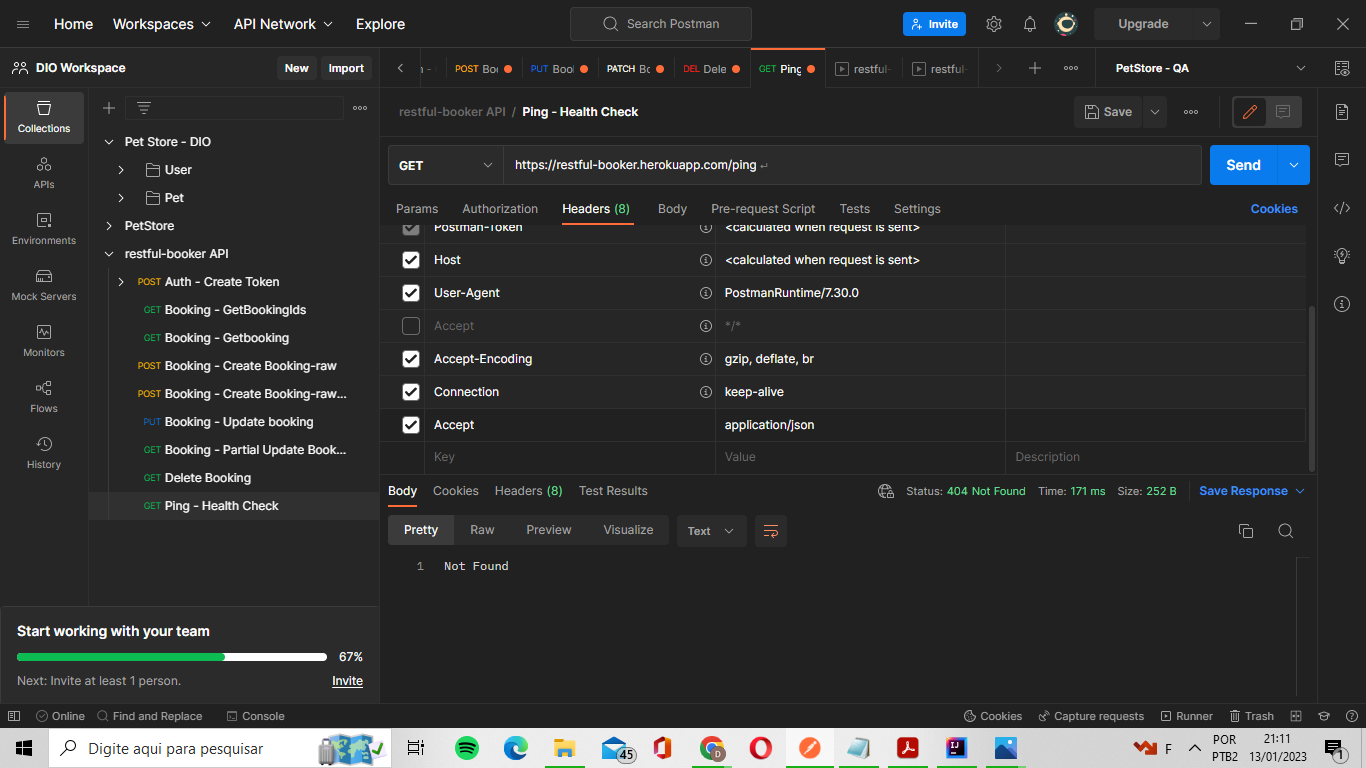 Home Workspaces API Network Explore Search Postman Invite Upgrade
DIO Workspace New Import
POST Boo PUT Bool PATCH Bo DEL Dele GET Ping restful- restful- PetStore - QA
Collections
APIs
Environments
Mock Servers
Monitors
Flows
History
Pet Store - DIO
User
Pet
PetStore
restful-booker API
POST Auth - Create Token
GET Booking - GetBookingIds
GET Booking - Getbooking
POST Booking - Create Booking-raw
POST Booking - Create Booking-raw...
PUT Booking - Update booking
GET Booking - Partial Update Book...
GET Delete Booking
GET Ping - Health Check
Start working with your team
67%
Next: Invite at least 1 person. Invite
restful-booker API / Ping - Health Check Save
GET https://restful-booker.herokuapp.com/ping Send
Params Authorization Headers (8) Body Pre-request Script Tests Settings Cookies
Postman-Token <calculated when request is sent>
Host <calculated when request is sent>
User-Agent PostmanRuntime/7.30.0
Accept */*
Accept-Encoding gzip, deflate, br
Connection keep-alive
Accept application/json
Key Value Description
Body Cookies Headers (8) Test Results Status: 404 Not Found Time: 171 ms Size: 252 B Save Response
Pretty Raw Preview Visualize Text
1 Not Found
Online Find and Replace Console Cookies Capture requests Runner Trash
Digite aqui para pesquisar 45 D F POR 21:11
PTB2 13/01/2023 1